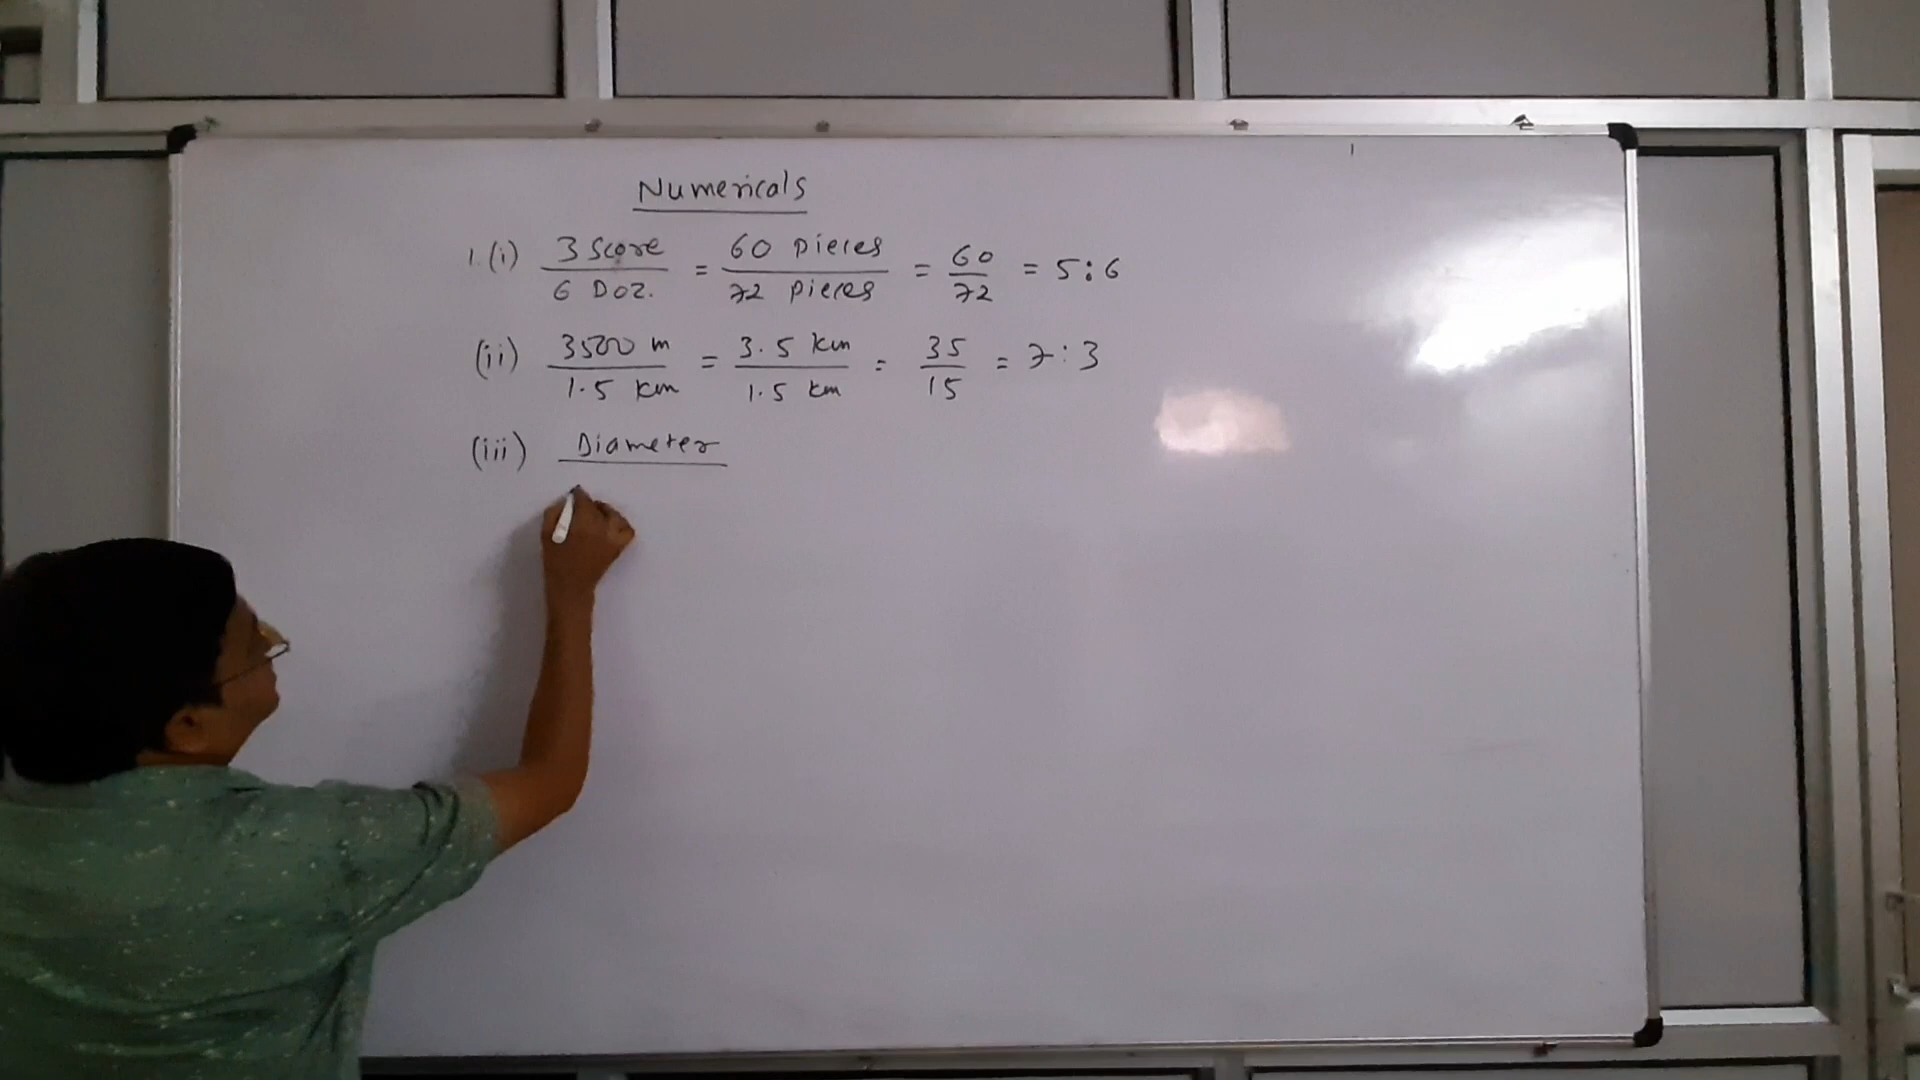 Numericals
1. (i) 3 Score / 6 Doz. = 60 pieces / 72 pieces = 60 / 72 = 5:6
(ii) 3500 m / 1.5 km = 3.5 km / 1.5 km = 35 / 15 = 7:3
(iii) Diameter